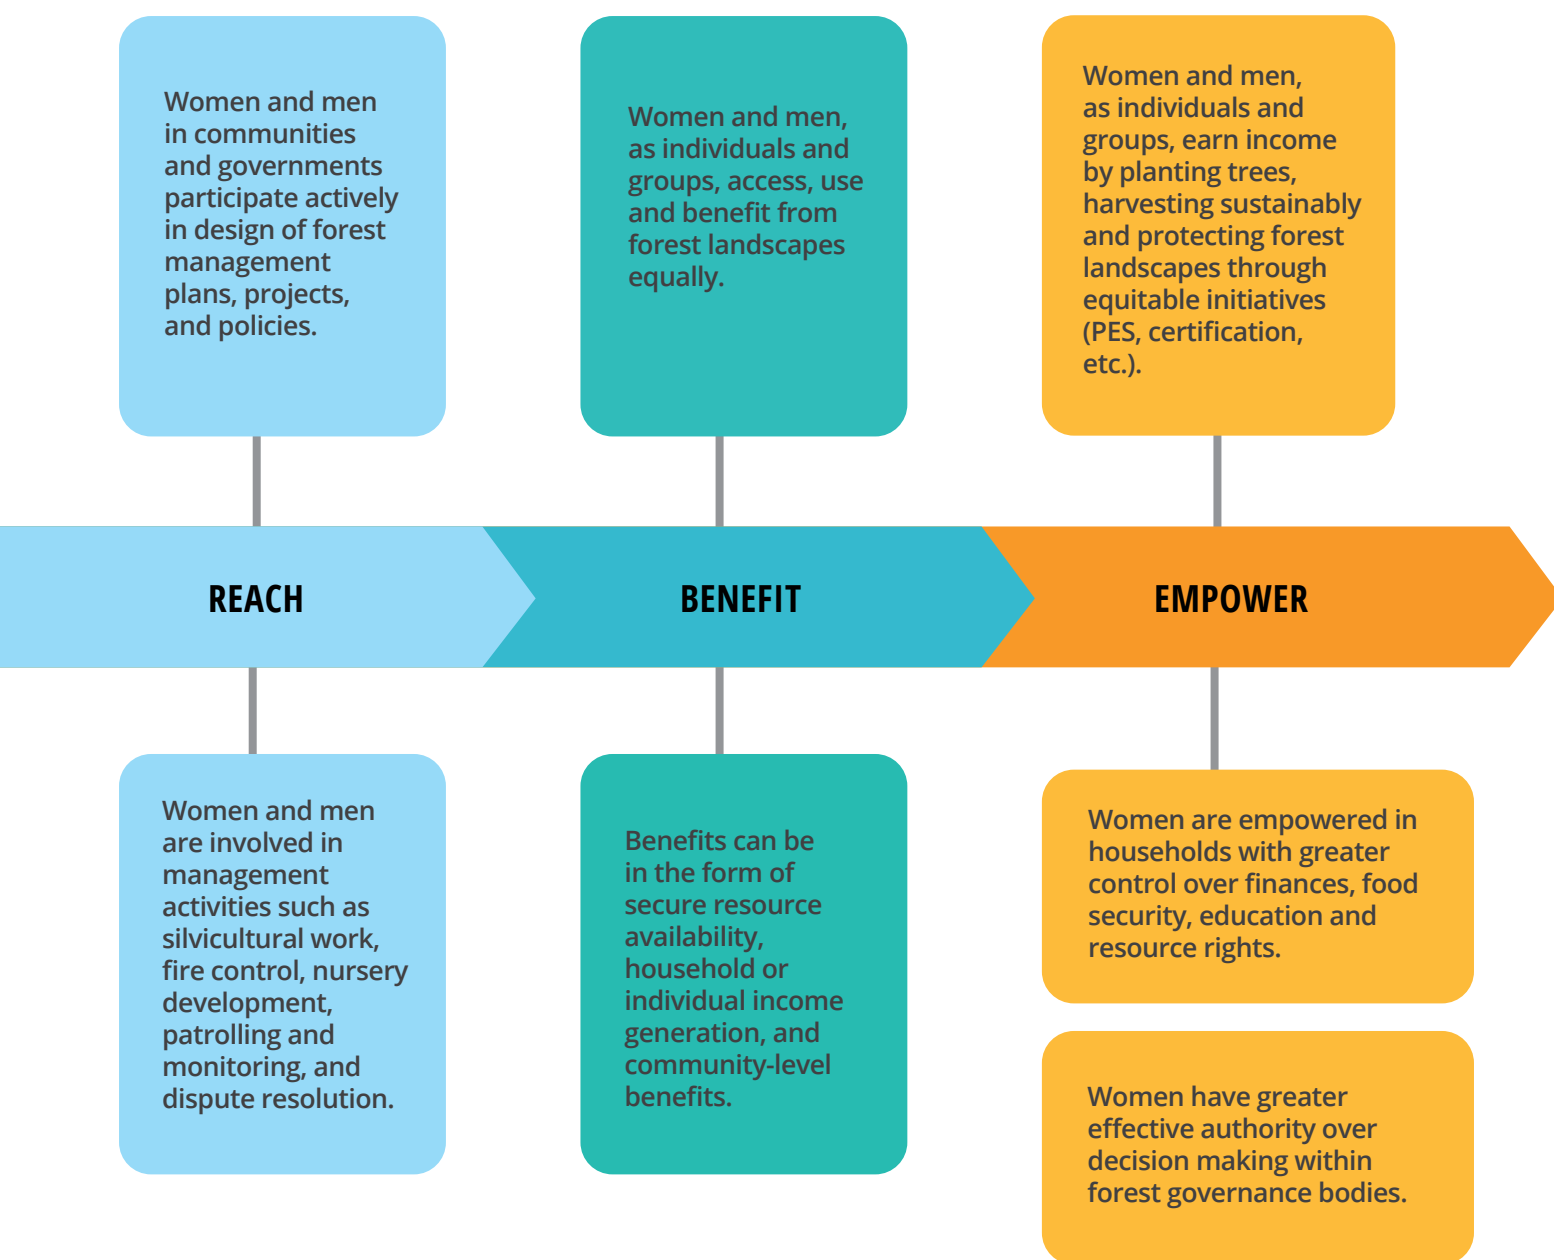 Women and men
in communities
and governments
participate actively
in design of forest
management
plans, projects,
and policies.
Women and men,
as individuals and
groups, access, use
and benefit from
forest landscapes
equally.
Women and men,
as individuals and
groups, earn income
by planting trees,
harvesting sustainably
and protecting forest
landscapes through
equitable initiatives
(PES, certification,
etc.).
REACH
BENEFIT
EMPOWER
Women and men
are involved in
management
activities such as
silvicultural work,
fire control, nursery
development,
patrolling and
monitoring, and
dispute resolution.
Benefits can be
in the form of
secure resource
availability,
household or
individual income
generation, and
community-level
benefits.
Women are empowered in
households with greater
control over finances, food
security, education and
resource rights.
Women have greater
effective authority over
decision making within
forest governance bodies.